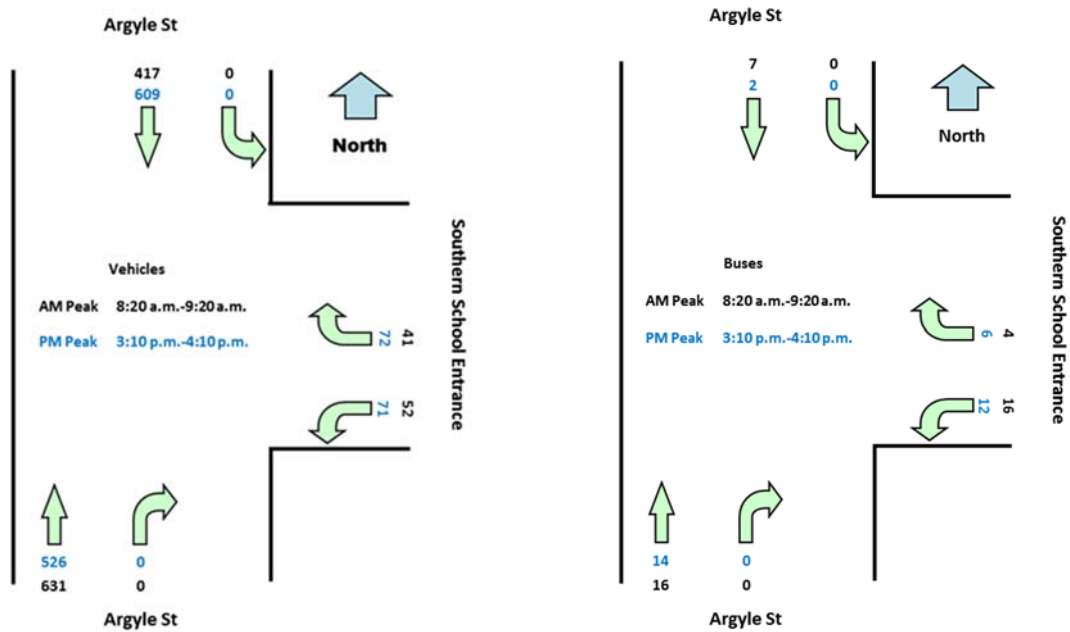 Argyle St
417 0
609 0
North
Vehicles
AM Peak 8:20 a.m.-9:20 a.m.
PM Peak 3:10 p.m.-4:10 p.m.
72 41
71 52
Southern School Entrance
526 0
631 0
Argyle St
Argyle St
7 0
2 0
North
Buses
AM Peak 8:20 a.m.-9:20 a.m.
PM Peak 3:10 p.m.-4:10 p.m.
6 4
12 16
Southern School Entrance
14 0
16 0
Argyle St